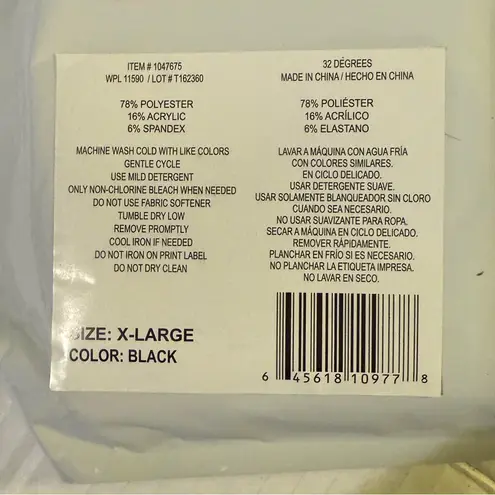 ITEM # 1047675
WPL 11590 / LOT # T162360
78% POLYESTER
16% ACRYLIC
6% SPANDEX
MACHINE WASH COLD WITH LIKE COLORS
GENTLE CYCLE
USE MILD DETERGENT
ONLY NON-CHLORINE BLEACH WHEN NEEDED
DO NOT USE FABRIC SOFTENER
TUMBLE DRY LOW
REMOVE PROMPTLY
COOL IRON IF NEEDED
DO NOT IRON ON PRINT LABEL
DO NOT DRY CLEAN
SIZE: X-LARGE
COLOR: BLACK
32 DÉGREES
MADE IN CHINA / HECHO EN CHINA
78% POLIÉSTER
16% ACRÍLICO
6% ELASTANO
LAVAR A MÁQUINA CON AGUA FRÍA
CON COLORES SIMILARES.
EN CICLO DELICADO.
USAR DETERGENTE SUAVE.
USAR SOLAMENTE BLANQUEADOR SIN CLORO
CUANDO SEA NECESARIO.
NO USAR SUAVIZANTE PARA ROPA.
SECAR A MÁQUINA EN CICLO DELICADO.
REMOVER RÁPIDAMENTE.
PLANCHAR EN FRÍO SI ES NECESARIO.
NO PLANCHAR LA ETIQUETA IMPRESA.
NO LAVAR EN SECO.
6 45618 10977 8